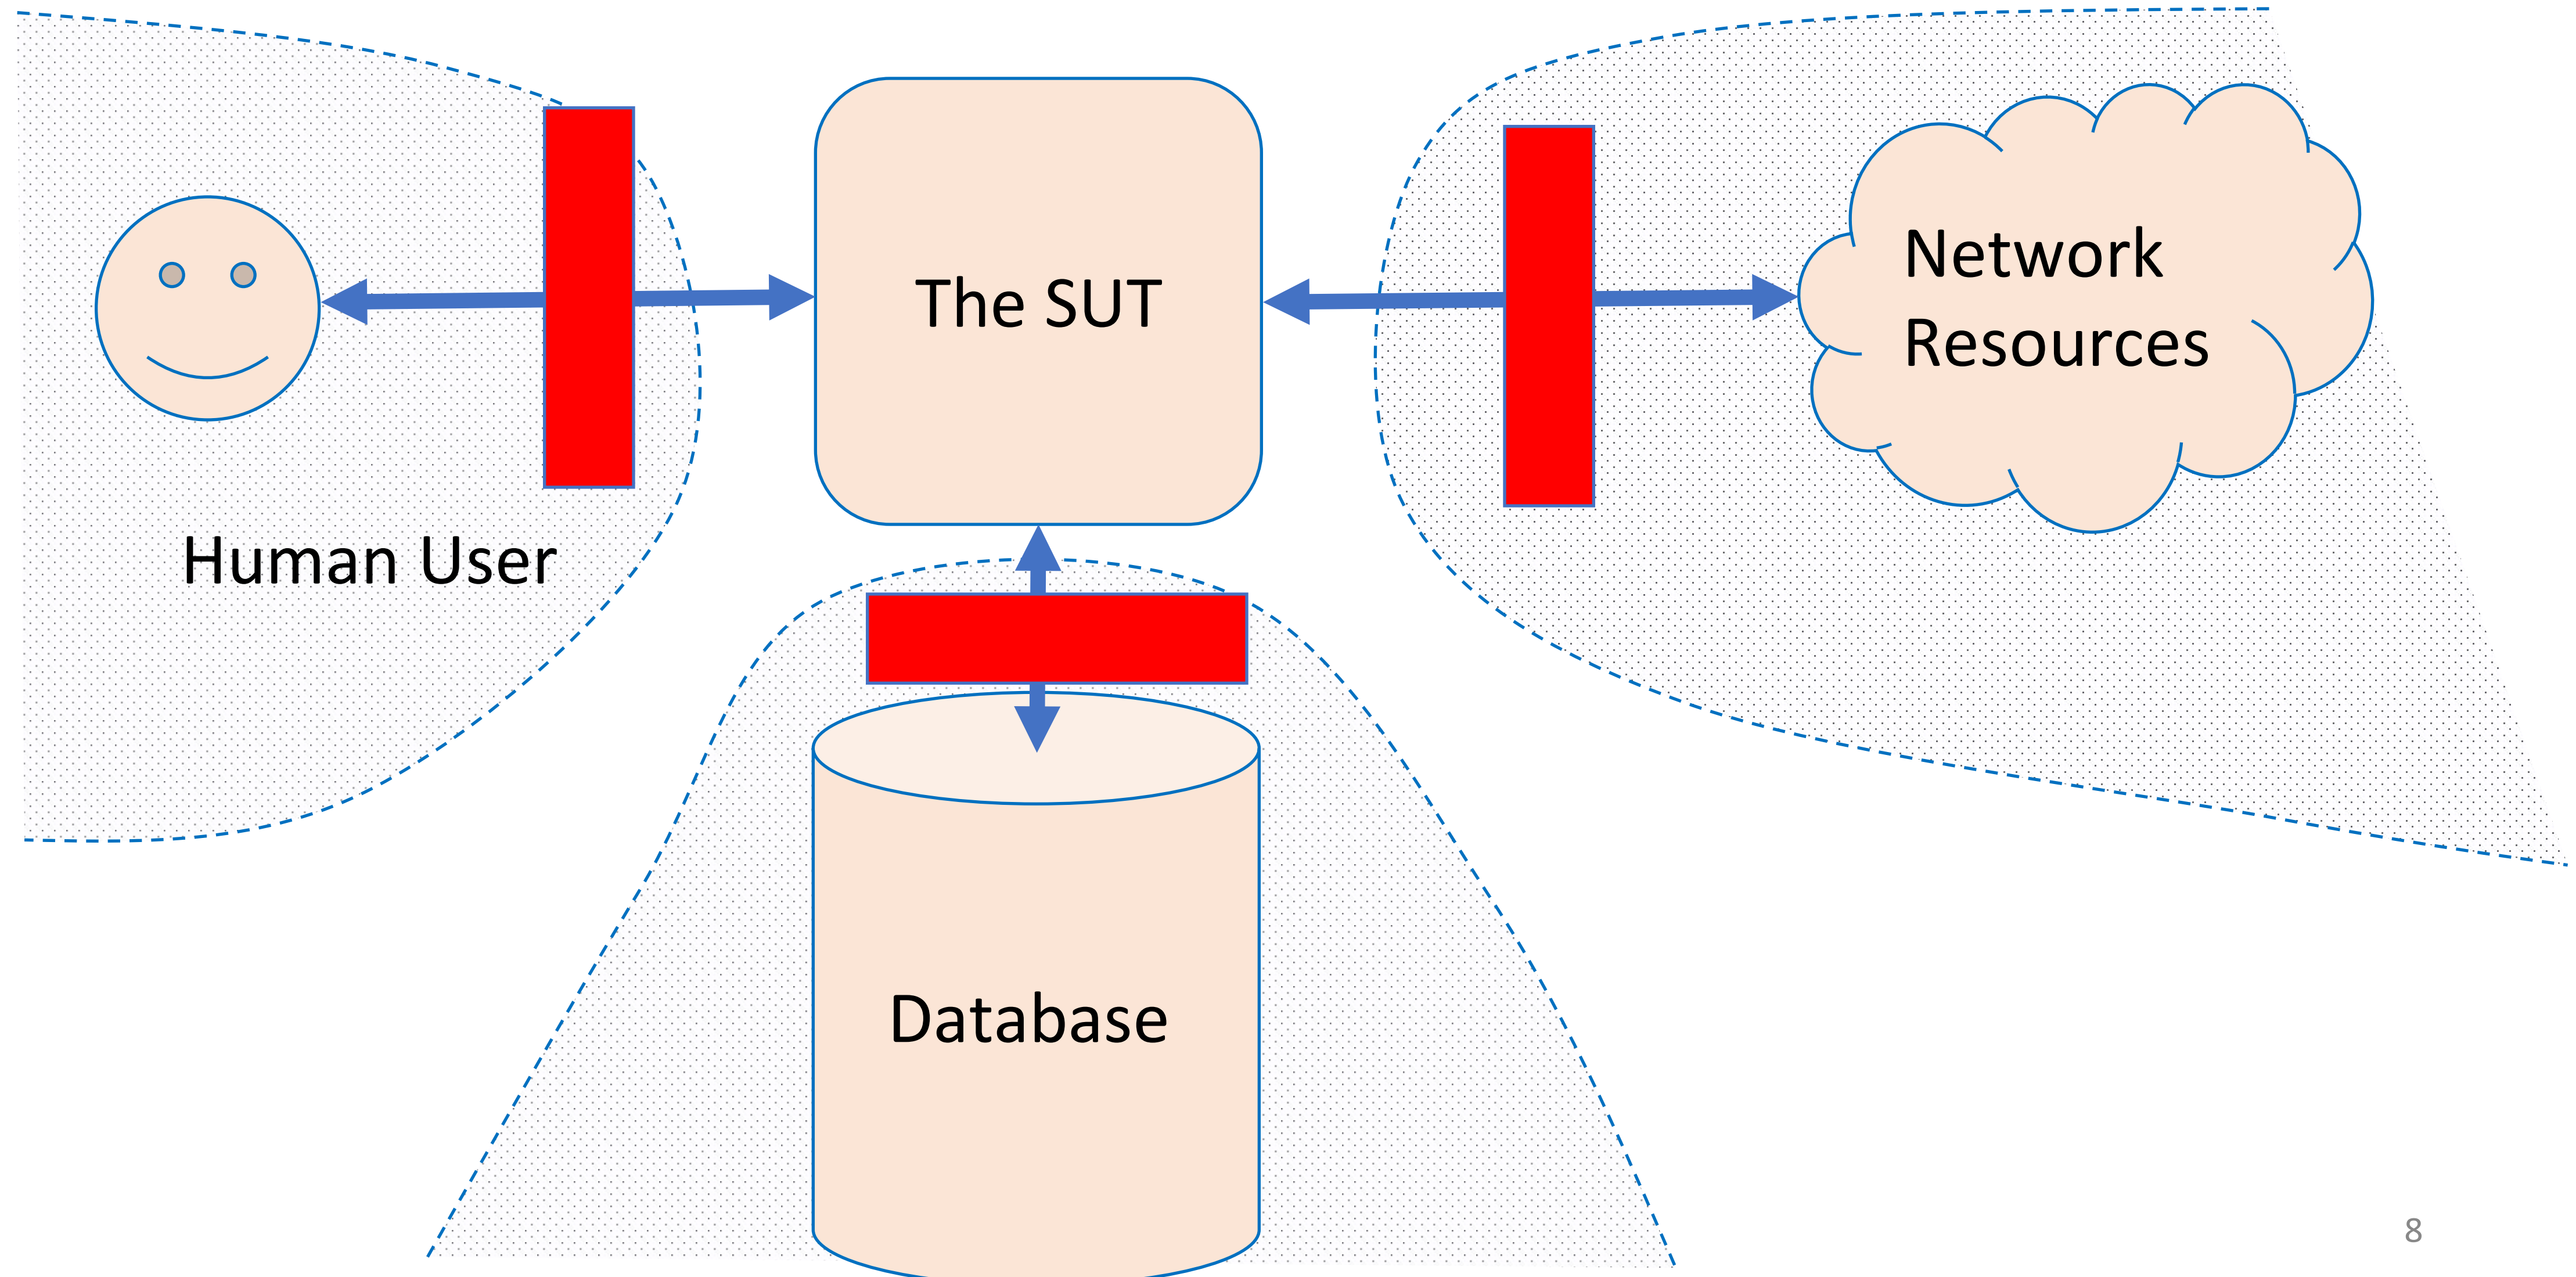 The SUT
Network
Resources
Human User
Database
8